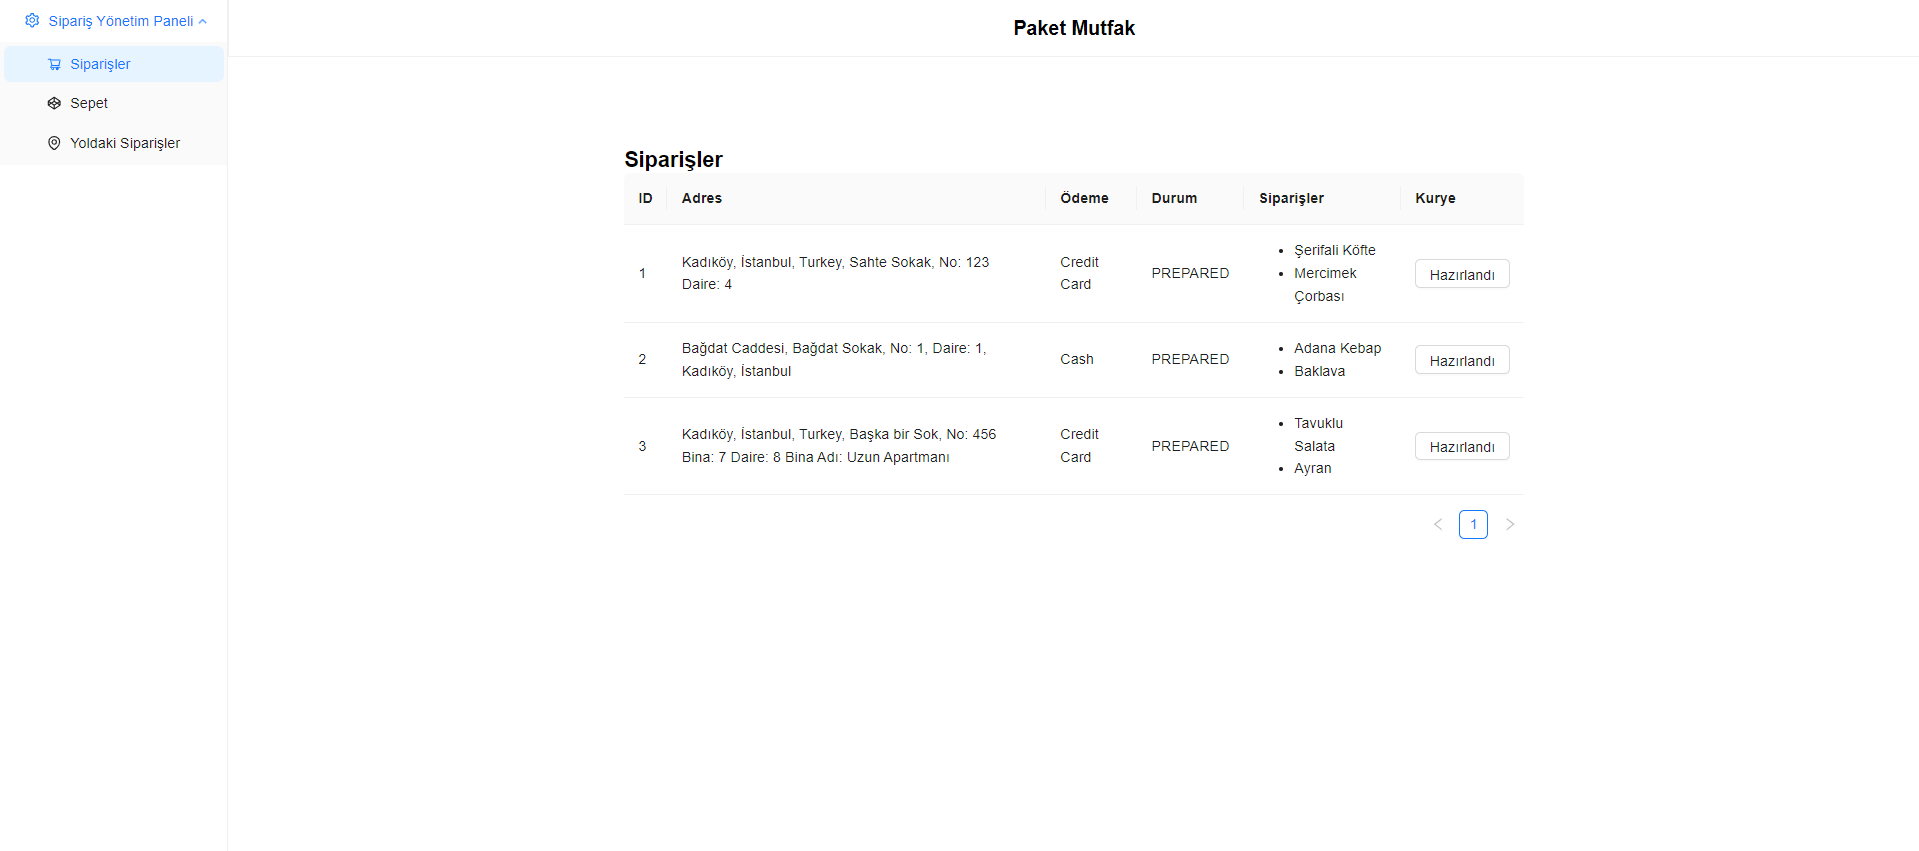 Sipariş Yönetim Paneli
Siparişler
Sepet
Yoldaki Siparişler
Paket Mutfak
Siparişler
ID Adres Ödeme Durum Siparişler Kurye
1 Kadıköy, İstanbul, Turkey, Sahte Sokak, No: 123
Daire: 4
Credit
Card
PREPARED
Şerifali Köfte
Mercimek
Çorbası
Hazırlandı
2 Bağdat Caddesi, Bağdat Sokak, No: 1, Daire: 1,
Kadıköy, İstanbul
Cash
PREPARED
Adana Kebap
Baklava
Hazırlandı
3 Kadıköy, İstanbul, Turkey, Başka bir Sok, No: 456
Bina: 7 Daire: 8 Bina Adı: Uzun Apartmanı
Credit
Card
PREPARED
Tavuklu
Salata
Ayran
Hazırlandı
1